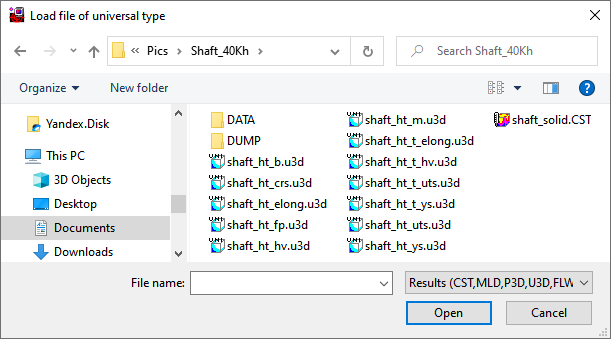 Load file of universal type
« Pics > Shaft_40Kh >
Search Shaft_40Kh
Organize
New folder
Yandex.Disk
This PC
3D Objects
Desktop
Documents
Downloads
DATA
DUMP
shaft_ht_b.u3d
shaft_ht_crs.u3d
shaft_ht_elong.u3d
shaft_ht_fp.u3d
shaft_ht_hv.u3d
shaft_ht_m.u3d
shaft_ht_t_elong.u3d
shaft_ht_t_hv.u3d
shaft_ht_t_uts.u3d
shaft_ht_t_ys.u3d
shaft_ht_uts.u3d
shaft_ht_ys.u3d
shaft_solid.CST
File name:
Results (CST,MLD,P3D,U3D,FLW
Open
Cancel